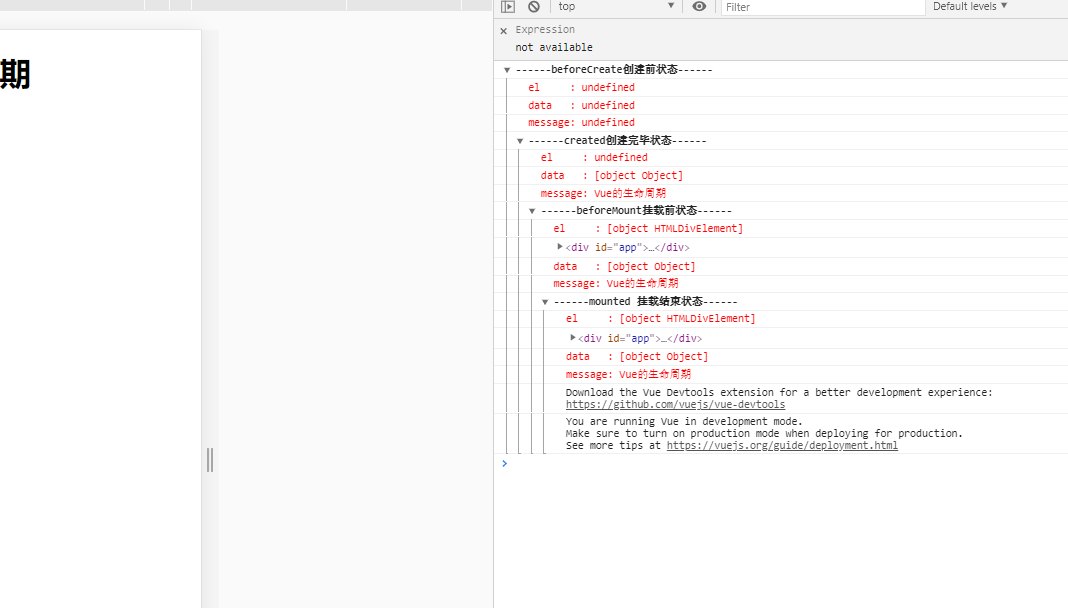 top
Filter
Default levels
Expression
not available
期
------beforeCreate创建前状态------
el     : undefined
data   : undefined
message: undefined
------created创建完毕状态------
el     : undefined
data   : [object Object]
message: Vue的生命周期
------beforeMount挂载前状态------
el     : [object HTMLDivElement]
<div id="app">…</div>
data   : [object Object]
message: Vue的生命周期
------mounted 挂载结束状态------
el     : [object HTMLDivElement]
<div id="app">…</div>
data   : [object Object]
message: Vue的生命周期
Download the Vue Devtools extension for a better development experience:
https://github.com/vuejs/vue-devtools
You are running Vue in development mode.
Make sure to turn on production mode when deploying for production.
See more tips at https://vuejs.org/guide/deployment.html